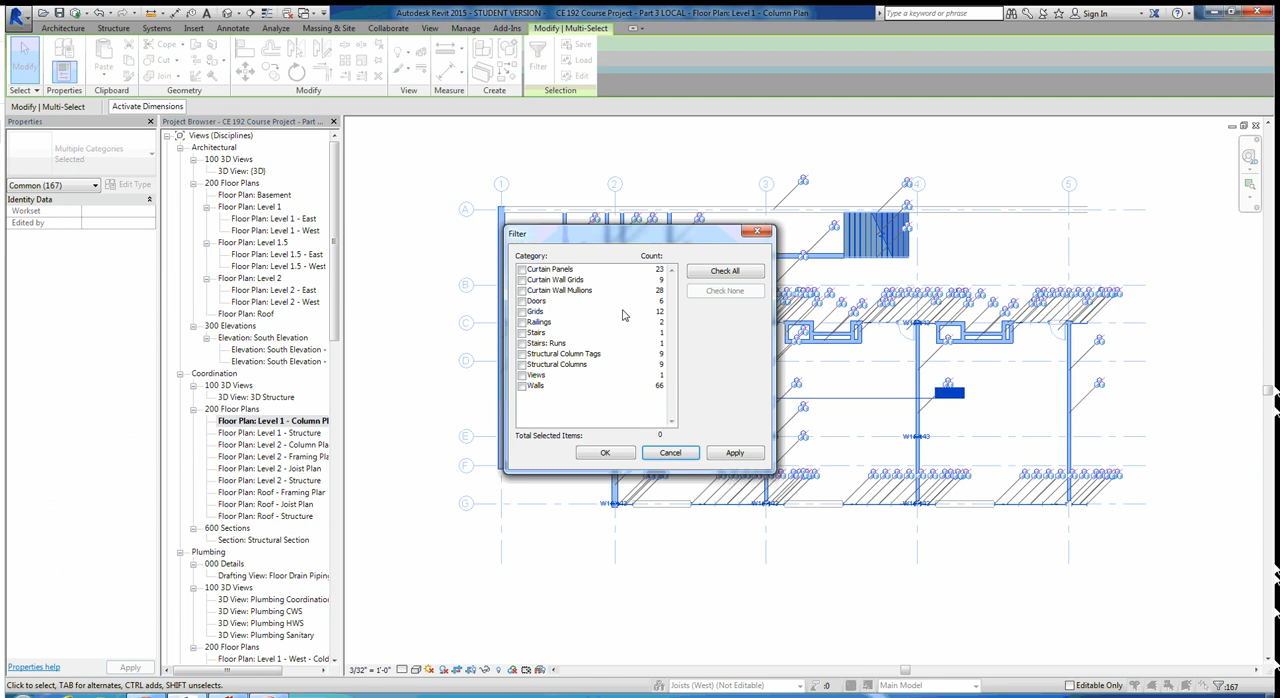 Autodesk Revit 2015 - STUDENT VERSION - CE 192 Course Project - Part 3 LOCAL - Floor Plan: Level 1 - Column Plan
Type a keyword or phrase
Sign In
Architecture Structure Systems Insert Annotate Analyze Massing & Site Collaborate View Manage Add-Ins Modify | Multi-Select
Modify
Paste
Cope
Cut
Join
Filter
Save
Load
Edit
Select Properties Clipboard Geometry Modify View Measure Create Selection
Modify | Multi-Select Activate Dimensions
Properties
Multiple Categories
Selected
Common (167) Edit Type
Identity Data
Workset
Edited by
Properties help Apply
Project Browser - CE 192 Course Project - Part ...
Views (Disciplines)
Architectural
100 3D Views
3D View: {3D}
200 Floor Plans
Floor Plan: Basement
Floor Plan: Level 1
Floor Plan: Level 1 - East
Floor Plan: Level 1 - West
Floor Plan: Level 1.5
Floor Plan: Level 1.5 - East
Floor Plan: Level 1.5 - West
Floor Plan: Level 2
Floor Plan: Level 2 - East
Floor Plan: Level 2 - West
Floor Plan: Roof
300 Elevations
Elevation: South Elevation
Elevation: South Elevation
Elevation: South Elevation
Coordination
100 3D Views
3D View: 3D Structure
200 Floor Plans
Floor Plan: Level 1 - Column Pl
Floor Plan: Level 1 - Structure
Floor Plan: Level 2 - Column Pla
Floor Plan: Level 2 - Framing Pl
Floor Plan: Level 2 - Joist Plan
Floor Plan: Level 2 - Structure
Floor Plan: Roof - Framing Plar
Floor Plan: Roof - Joist Plan
Floor Plan: Roof - Structure
600 Sections
Section: Structural Section
Plumbing
000 Details
Drafting View: Floor Drain Piping
100 3D Views
3D View: Plumbing Coordination
3D View: Plumbing CWS
3D View: Plumbing HWS
3D View: Plumbing Sanitary
200 Floor Plans
Floor Plan: Level 1 - West - Cold
1 2 3 4 5
A
B
C
D
E
F
G
Filter
Category: Count:
Curtain Panels 23
Curtain Wall Grids 9
Curtain Wall Mullions 28
Doors 6
Grids 12
Railings 2
Stairs 1
Stairs: Runs 1
Structural Column Tags 9
Structural Columns 9
Views 1
Walls 66
Total Selected Items: 0
Check All
Check None
OK Cancel Apply
3/32" = 1'-0"
Click to select, TAB for alternates, CTRL adds, SHIFT unselects.
Joists (West) (Not Editable) :0 Main Model Editable Only :167